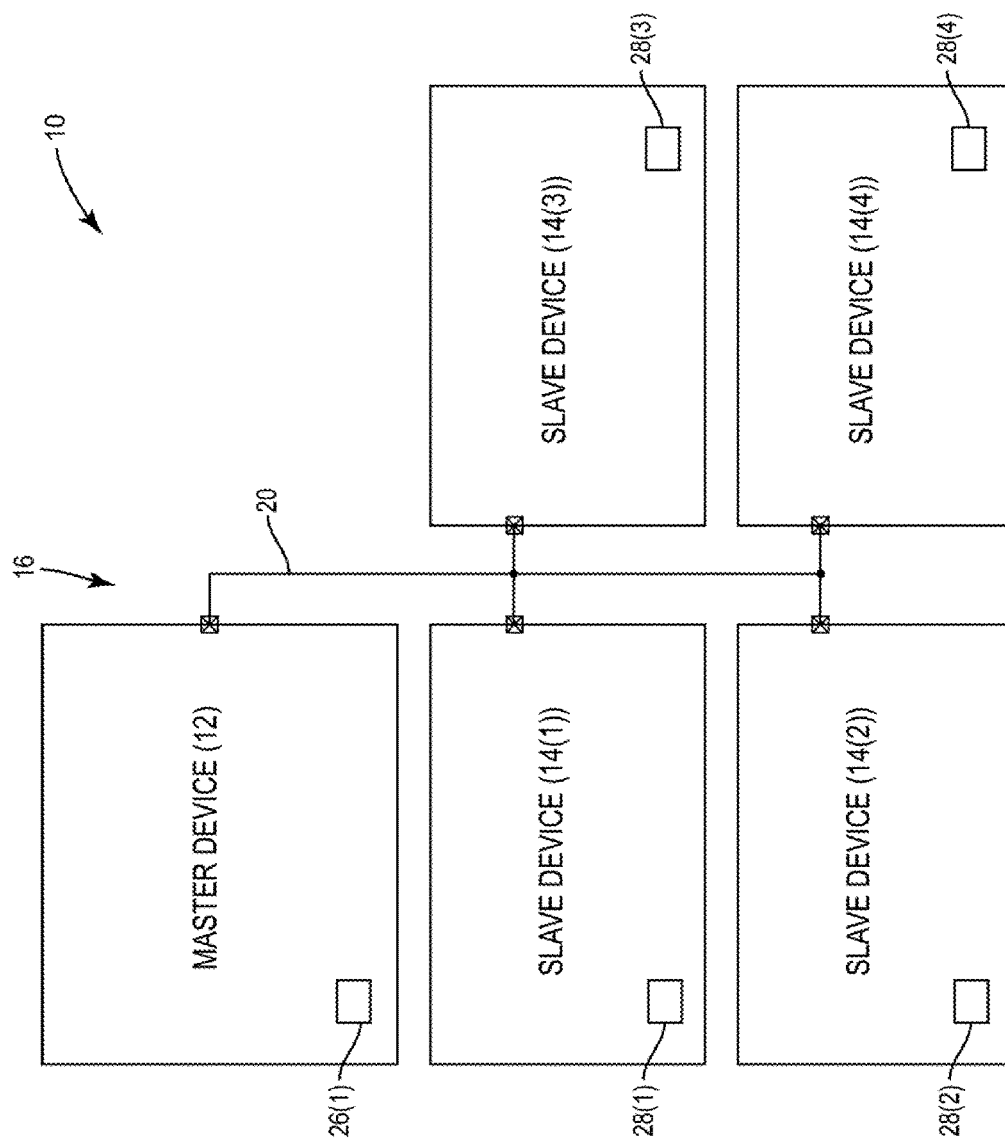 10
16
20
MASTER DEVICE (12)
26(1)
SLAVE DEVICE (14(1))
28(1)
SLAVE DEVICE (14(3))
28(3)
SLAVE DEVICE (14(2))
28(2)
SLAVE DEVICE (14(4))
28(4)